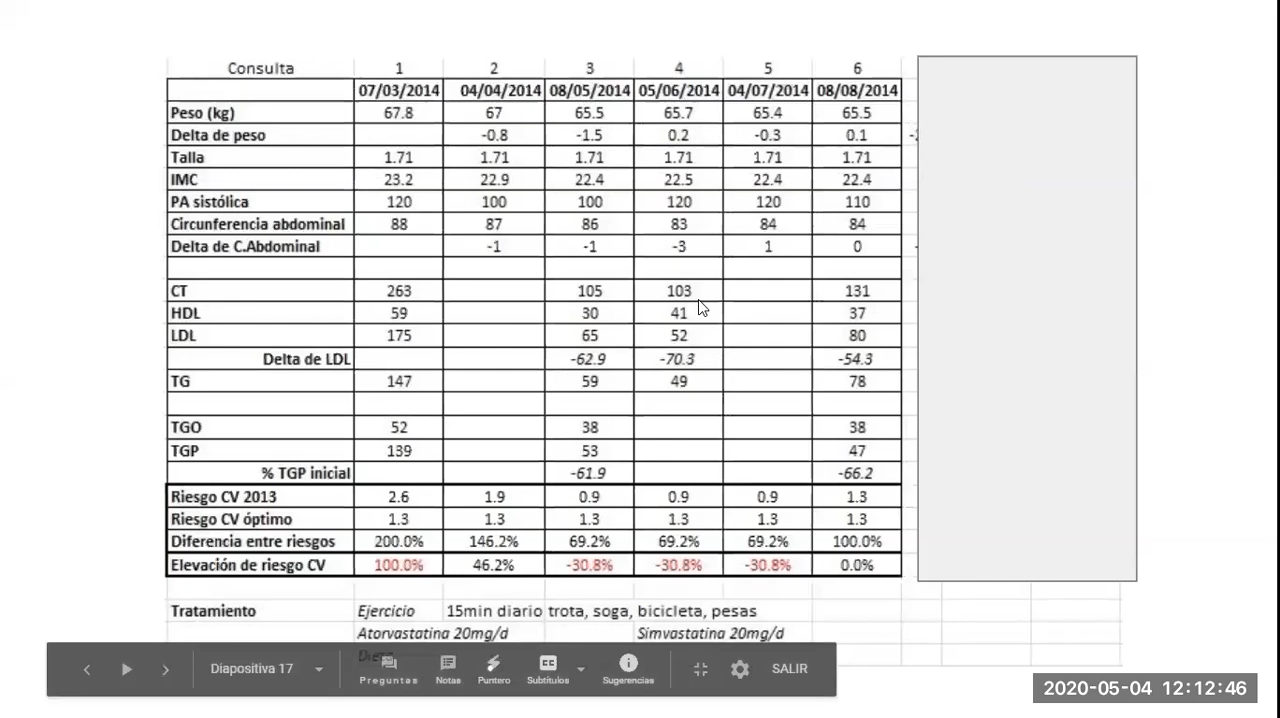 Consulta 1 2 3 4 5 6
07/03/2014 04/04/2014 08/05/2014 05/06/2014 04/07/2014 08/08/2014
Peso (kg) 67.8 67 65.5 65.7 65.4 65.5
Delta de peso -0.8 -1.5 0.2 -0.3 0.1
Talla 1.71 1.71 1.71 1.71 1.71 1.71
IMC 23.2 22.9 22.4 22.5 22.4 22.4
PA sistólica 120 100 100 120 120 110
Circunferencia abdominal 88 87 86 83 84 84
Delta de C.Abdominal -1 -1 -3 1 0
CT 263 105 103 131
HDL 59 30 41 37
LDL 175 65 52 80
Delta de LDL -62.9 -70.3 -54.3
TG 147 59 49 78
TGO 52 38 38
TGP 139 53 47
% TGP inicial -61.9 -66.2
Riesgo CV 2013 2.6 1.9 0.9 0.9 0.9 1.3
Riesgo CV óptimo 1.3 1.3 1.3 1.3 1.3 1.3
Diferencia entre riesgos 200.0% 146.2% 69.2% 69.2% 69.2% 100.0%
Elevación de riesgo CV 100.0% 46.2% -30.8% -30.8% -30.8% 0.0%
Tratamiento Ejercicio 15min diario trota, soga, bicicleta, pesas
Atorvastatina 20mg/d Simvastatina 20mg/d
Diapositiva 17 Preguntas Notas Puntero Subtítulos Sugerencias SALIR
2020-05-04 12:12:46